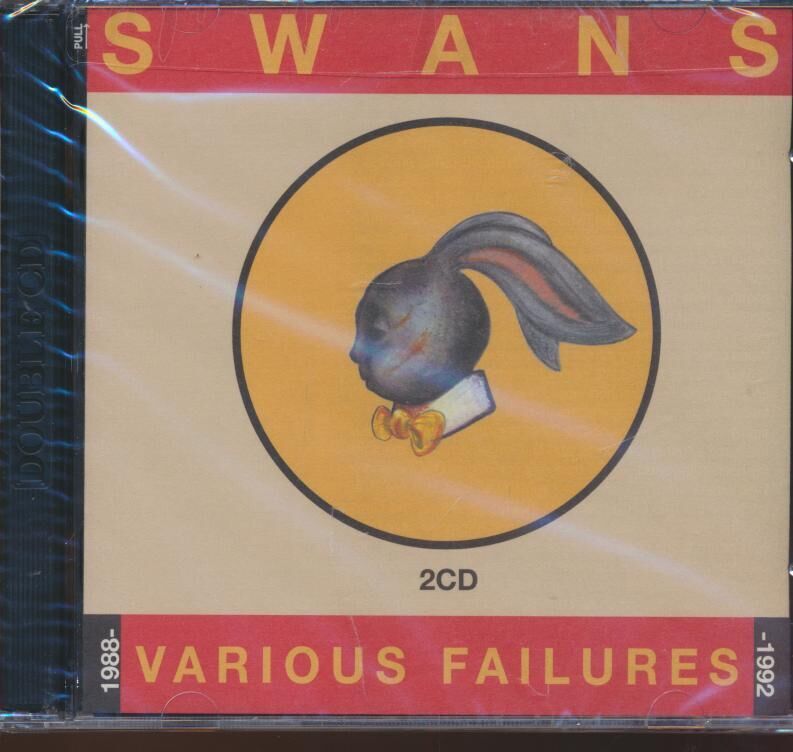 PULL
SWANS
[DOUBLE CD]
2CD
1988-
VARIOUS FAILURES
-1992